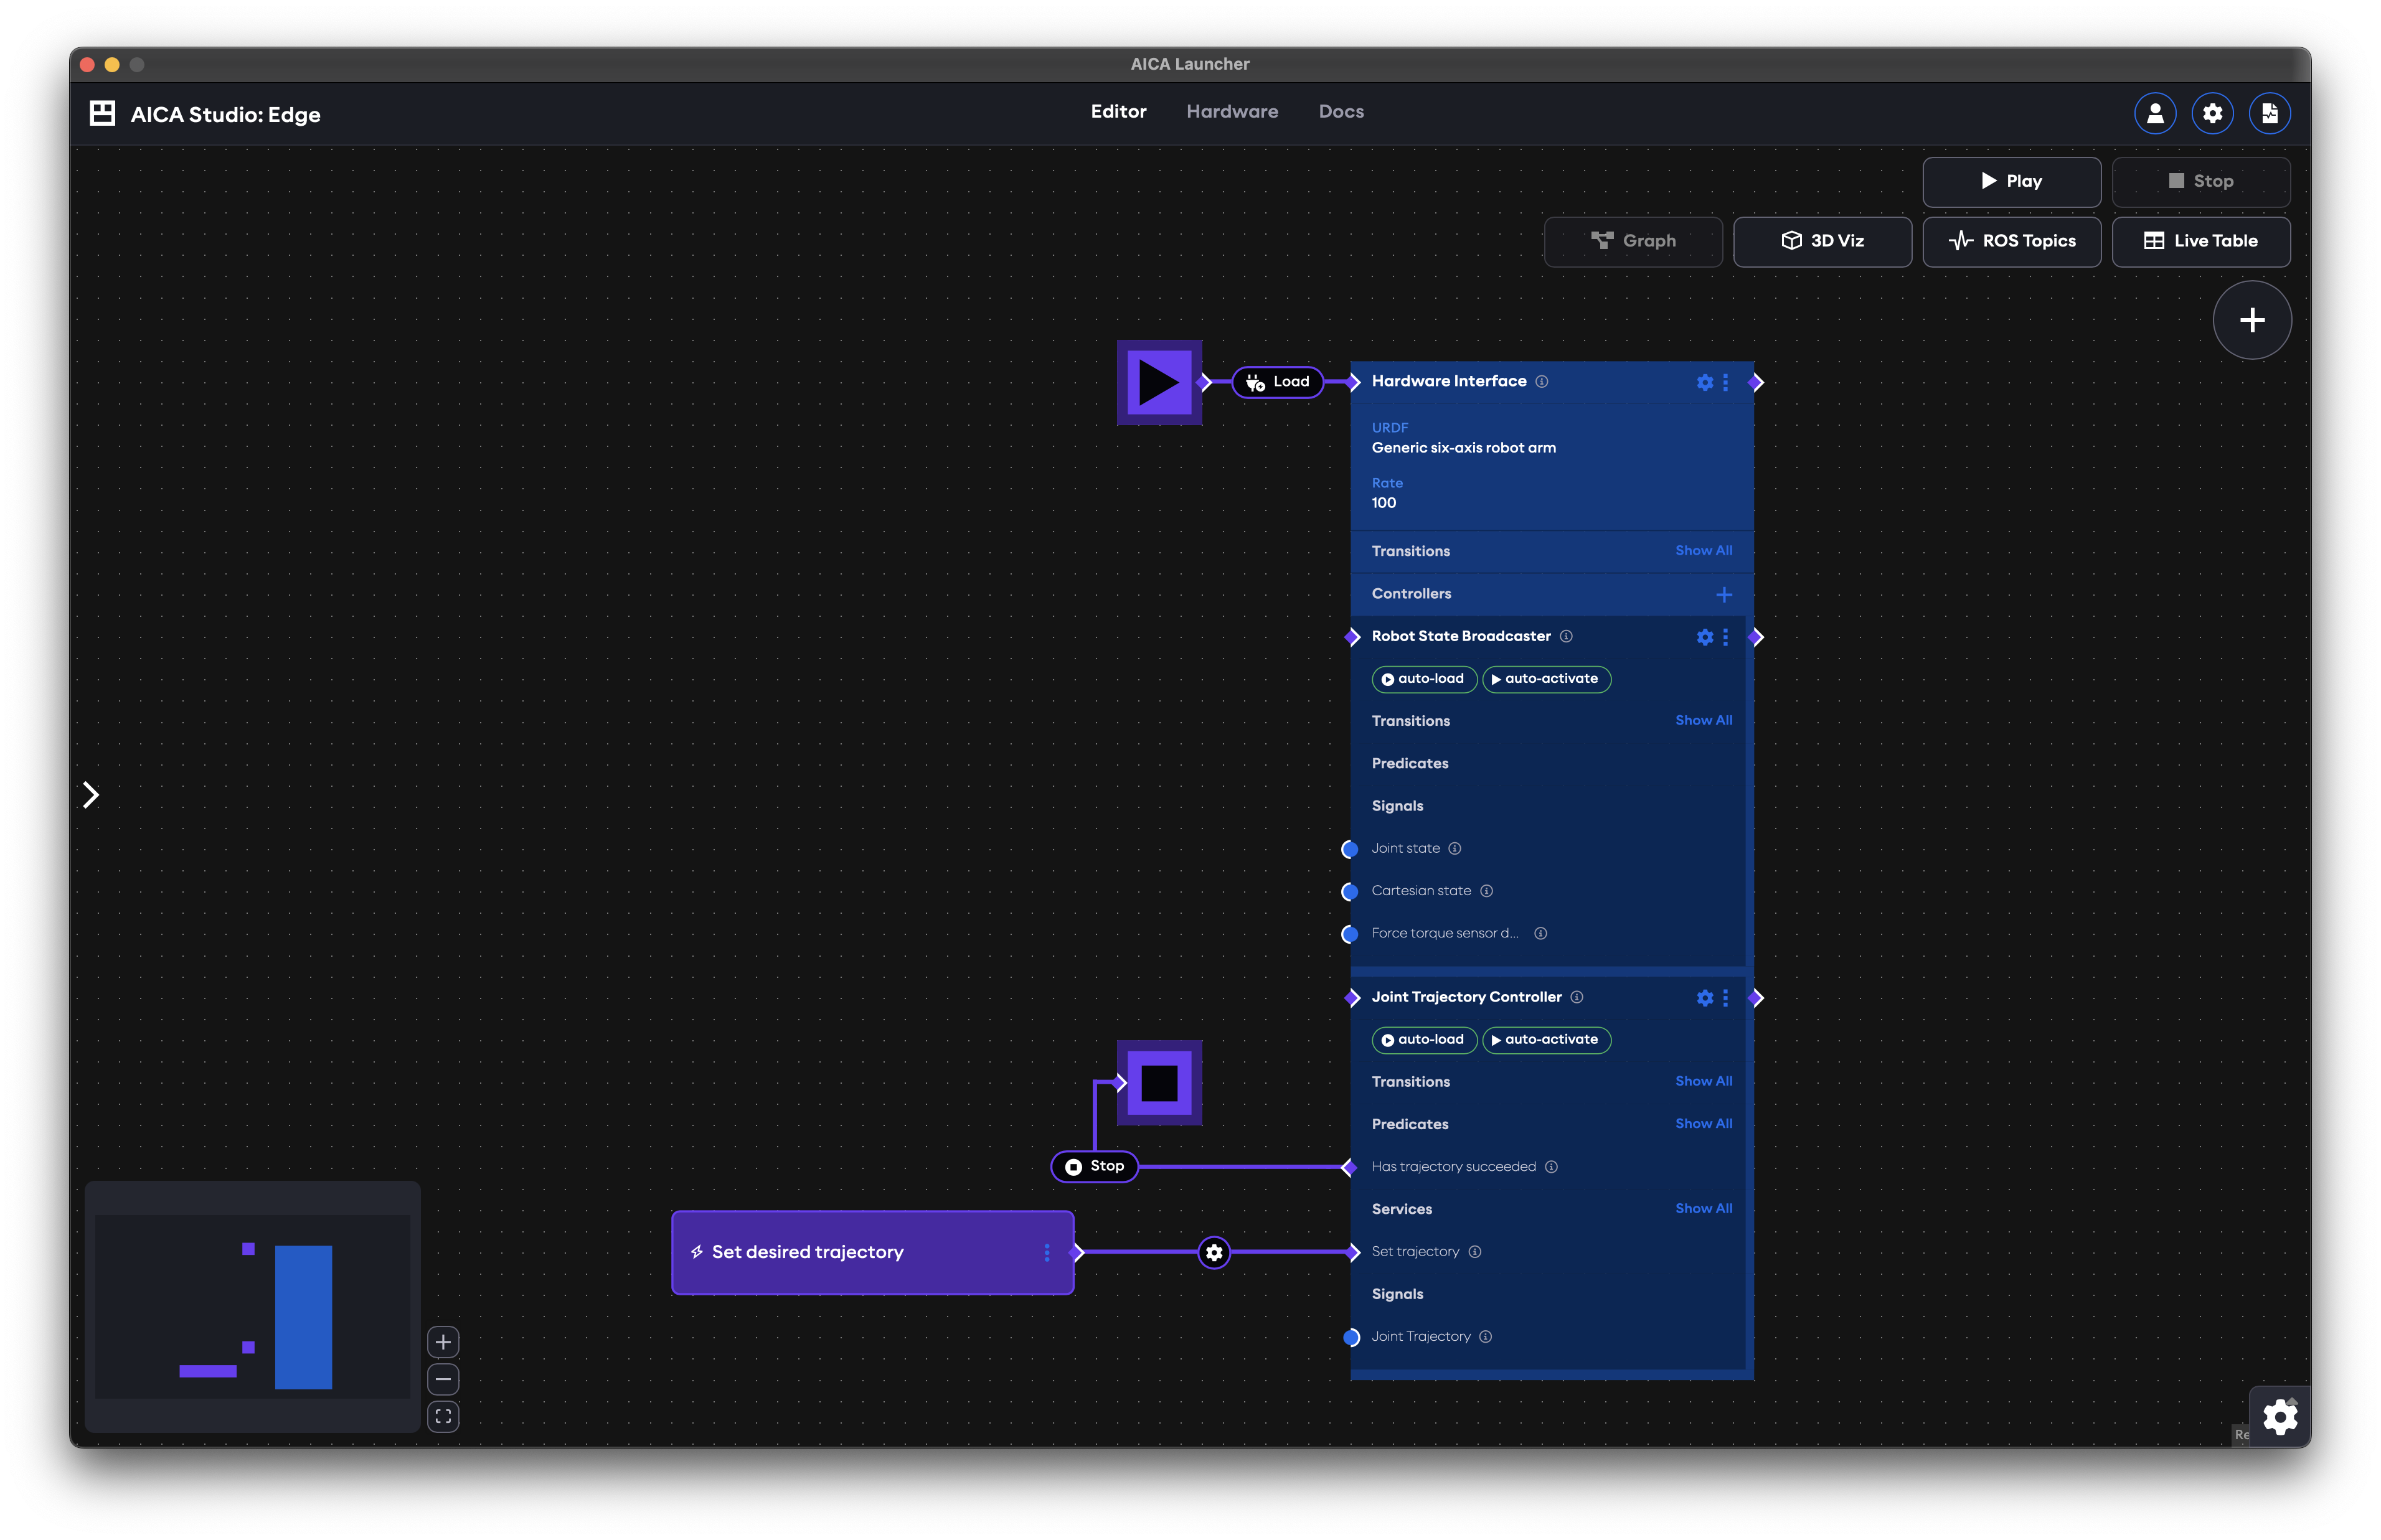 AICA Launcher
AICA Studio: Edge
Editor Hardware Docs
Play Stop
Graph 3D Viz ROS Topics Live Table
Load
Hardware Interface
URDF
Generic six-axis robot arm
Rate
100
Transitions Show All
Controllers
Robot State Broadcaster
auto-load auto-activate
Transitions Show All
Predicates
Signals
Joint state
Cartesian state
Force torque sensor d...
Joint Trajectory Controller
auto-load auto-activate
Transitions Show All
Predicates Show All
Stop
Has trajectory succeeded
Services Show All
Set desired trajectory
Set trajectory
Signals
Joint Trajectory